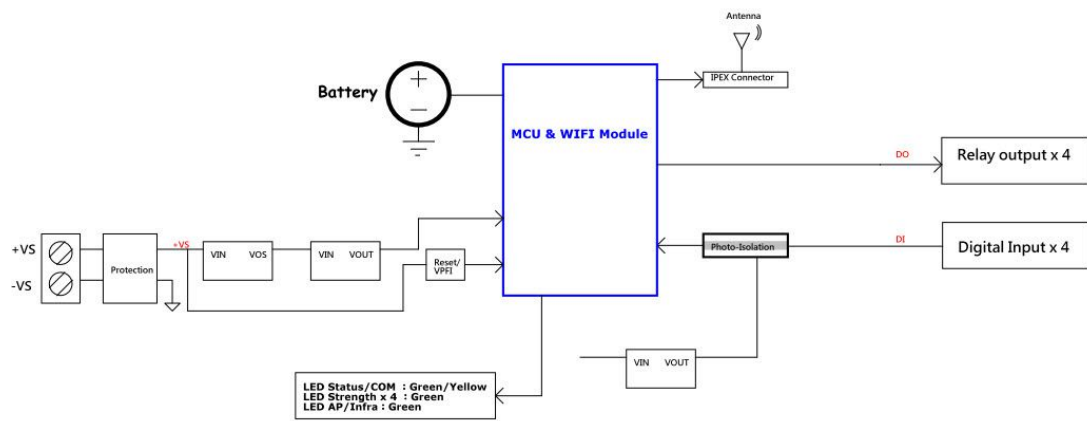 Antenna
IPEX Connector
Battery
+
−
MCU & WIFI Module
DO
Relay output x 4
+VS
-VS
Protection
+VS
VIN VOS
VIN VOUT
Reset/
VPFI
Photo-Isolation
DI
Digital Input x 4
VIN VOUT
LED Status/COM : Green/Yellow
LED Strength x 4 : Green
LED AP/Infra : Green